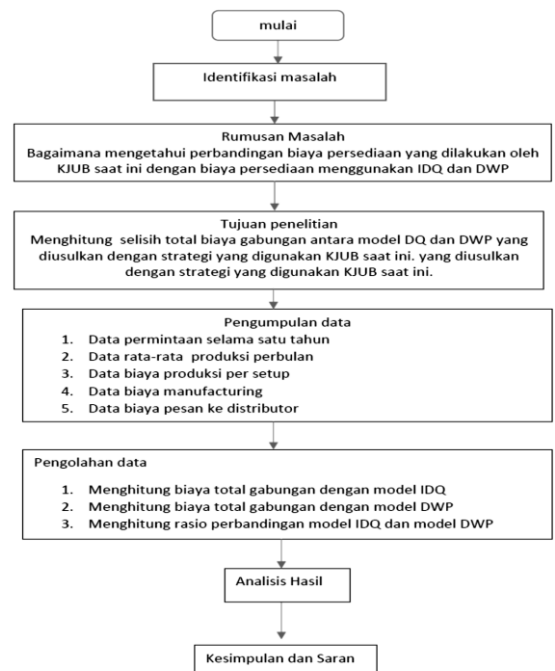 mulai
Identifikasi masalah
Rumusan Masalah
Bagaimana mengetahui perbandingan biaya persediaan yang dilakukan oleh
KJUB saat ini dengan biaya persediaan menggunakan IDQ dan DWP
Tujuan penelitian
Menghitung selisih total biaya gabungan antara model DQ dan DWP yang
diusulkan dengan strategi yang digunakan KJUB saat ini. yang diusulkan
dengan strategi yang digunakan KJUB saat ini.
Pengumpulan data
1. Data permintaan selama satu tahun
2. Data rata-rata produksi perbulan
3. Data biaya produksi per setup
4. Data biaya manufacturing
5. Data biaya pesan ke distributor
Pengolahan data
1. Menghitung biaya total gabungan dengan model IDQ
2. Menghitung biaya total gabungan dengan model DWP
3. Menghitung rasio perbandingan model IDQ dan model DWP
Analisis Hasil
Kesimpulan dan Saran